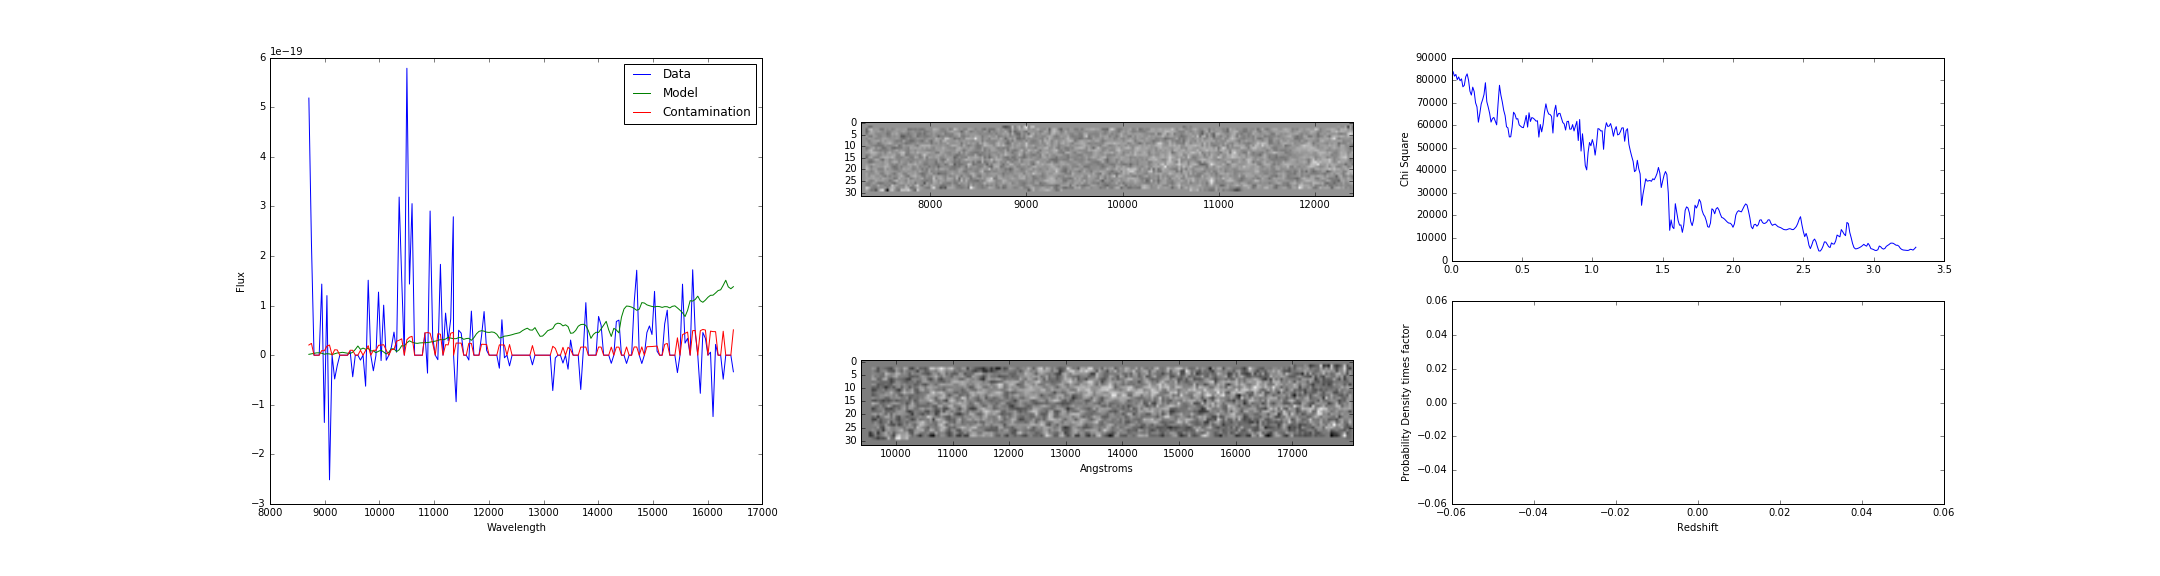 1e−19
6
5
4
3
2
1
0
−1
−2
−3
Flux
Data
Model
Contamination
8000 9000 10000 11000 12000 13000 14000 15000 16000 17000
Wavelength
0
5
10
15
20
25
30
8000 9000 10000 11000 12000
0
5
10
15
20
25
30
10000 11000 12000 13000 14000 15000 16000 17000
Angstroms
90000
80000
70000
60000
50000
40000
30000
20000
10000
0
Chi Square
0.0 0.5 1.0 1.5 2.0 2.5 3.0 3.5
0.06
0.04
0.02
0.00
−0.02
−0.04
−0.06
Probability Density times factor
−0.06 −0.04 −0.02 0.00 0.02 0.04 0.06
Redshift